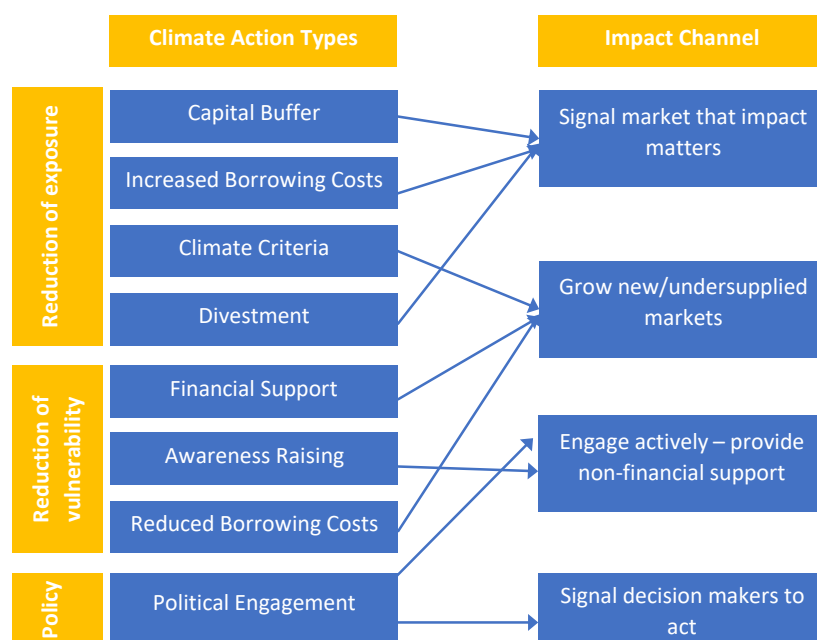 Climate Action Types
Impact Channel
Reduction of exposure
Capital Buffer
Increased Borrowing Costs
Climate Criteria
Divestment
Reduction of
vulnerability
Financial Support
Awareness Raising
Reduced Borrowing Costs
Policy
Political Engagement
Signal market that impact
matters
Grow new/undersupplied
markets
Engage actively – provide
non-financial support
Signal decision makers to
act